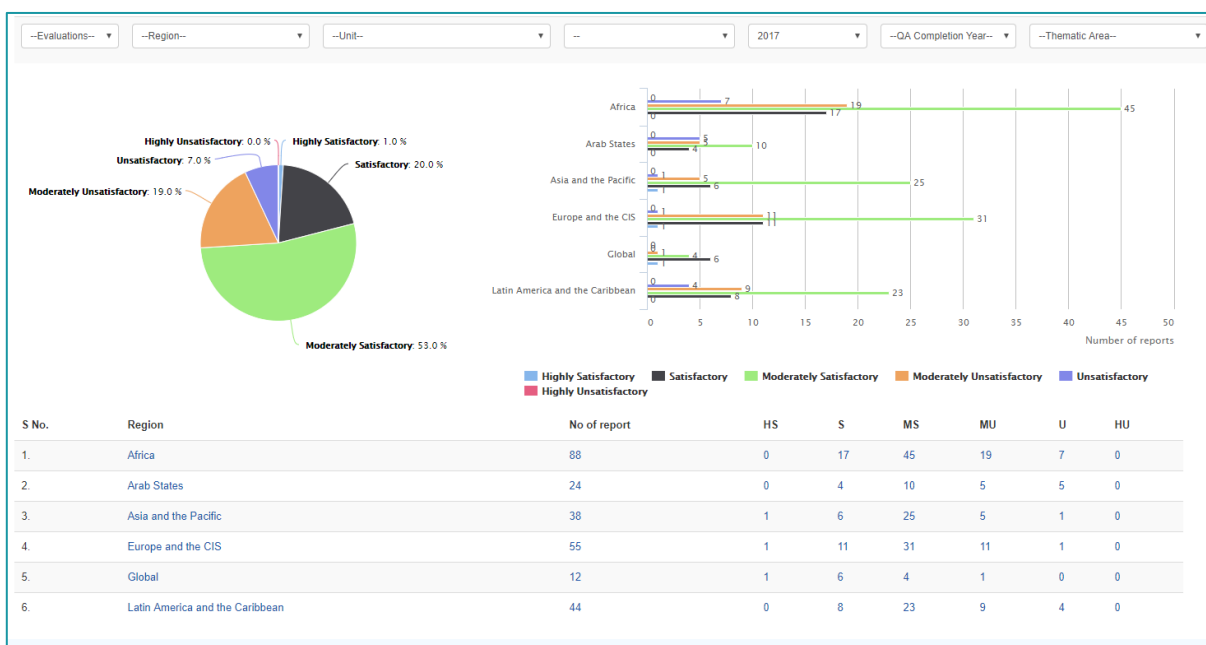 --Evaluations-- --Region-- --Unit-- -- 2017 --QA Completion Year-- --Thematic Area--
Highly Unsatisfactory: 0.0 % Highly Satisfactory: 1.0 %
Unsatisfactory: 7.0 %
Satisfactory: 20.0 %
Moderately Unsatisfactory: 19.0 %
Moderately Satisfactory: 53.0 %
Africa 0 7 19 45 17 0
Arab States 0 5 5 10 4 0
Asia and the Pacific 0 1 5 25 6 1
Europe and the CIS 0 1 11 31 11 1
Global 0 0 1 4 6 1
Latin America and the Caribbean 0 4 9 23 8 0
0 5 10 15 20 25 30 35 40 45 50
Number of reports
Highly Satisfactory Satisfactory Moderately Satisfactory Moderately Unsatisfactory Unsatisfactory
Highly Unsatisfactory
S No. Region No of report HS S MS MU U HU
1. Africa 88 0 17 45 19 7 0
2. Arab States 24 0 4 10 5 5 0
3. Asia and the Pacific 38 1 6 25 5 1 0
4. Europe and the CIS 55 1 11 31 11 1 0
5. Global 12 1 6 4 1 0 0
6. Latin America and the Caribbean 44 0 8 23 9 4 0